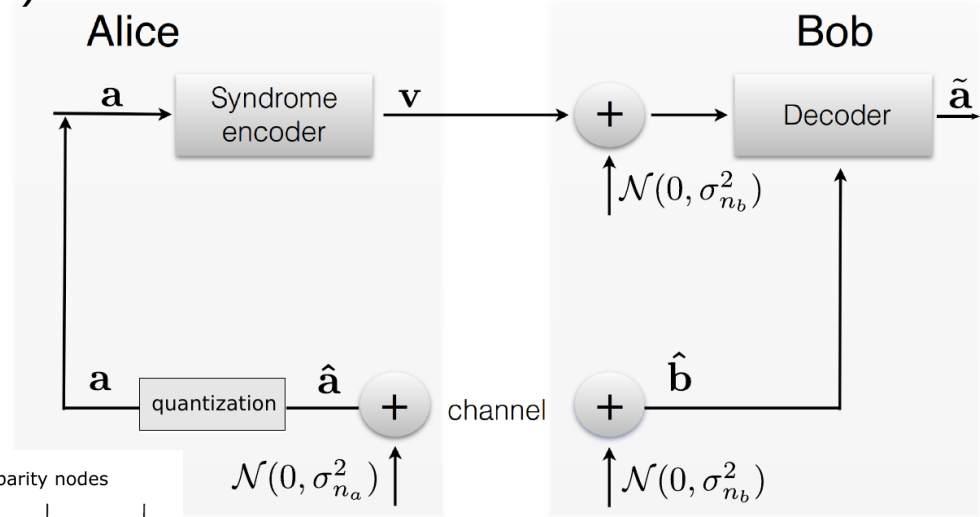 Alice
Bob
a
Syndrome
encoder
v
+
Decoder
ã
𝒩(0, σ²_{n_b})
a
quantization
â
+
channel
+
b̂
𝒩(0, σ²_{n_a})
𝒩(0, σ²_{n_b})
parity nodes